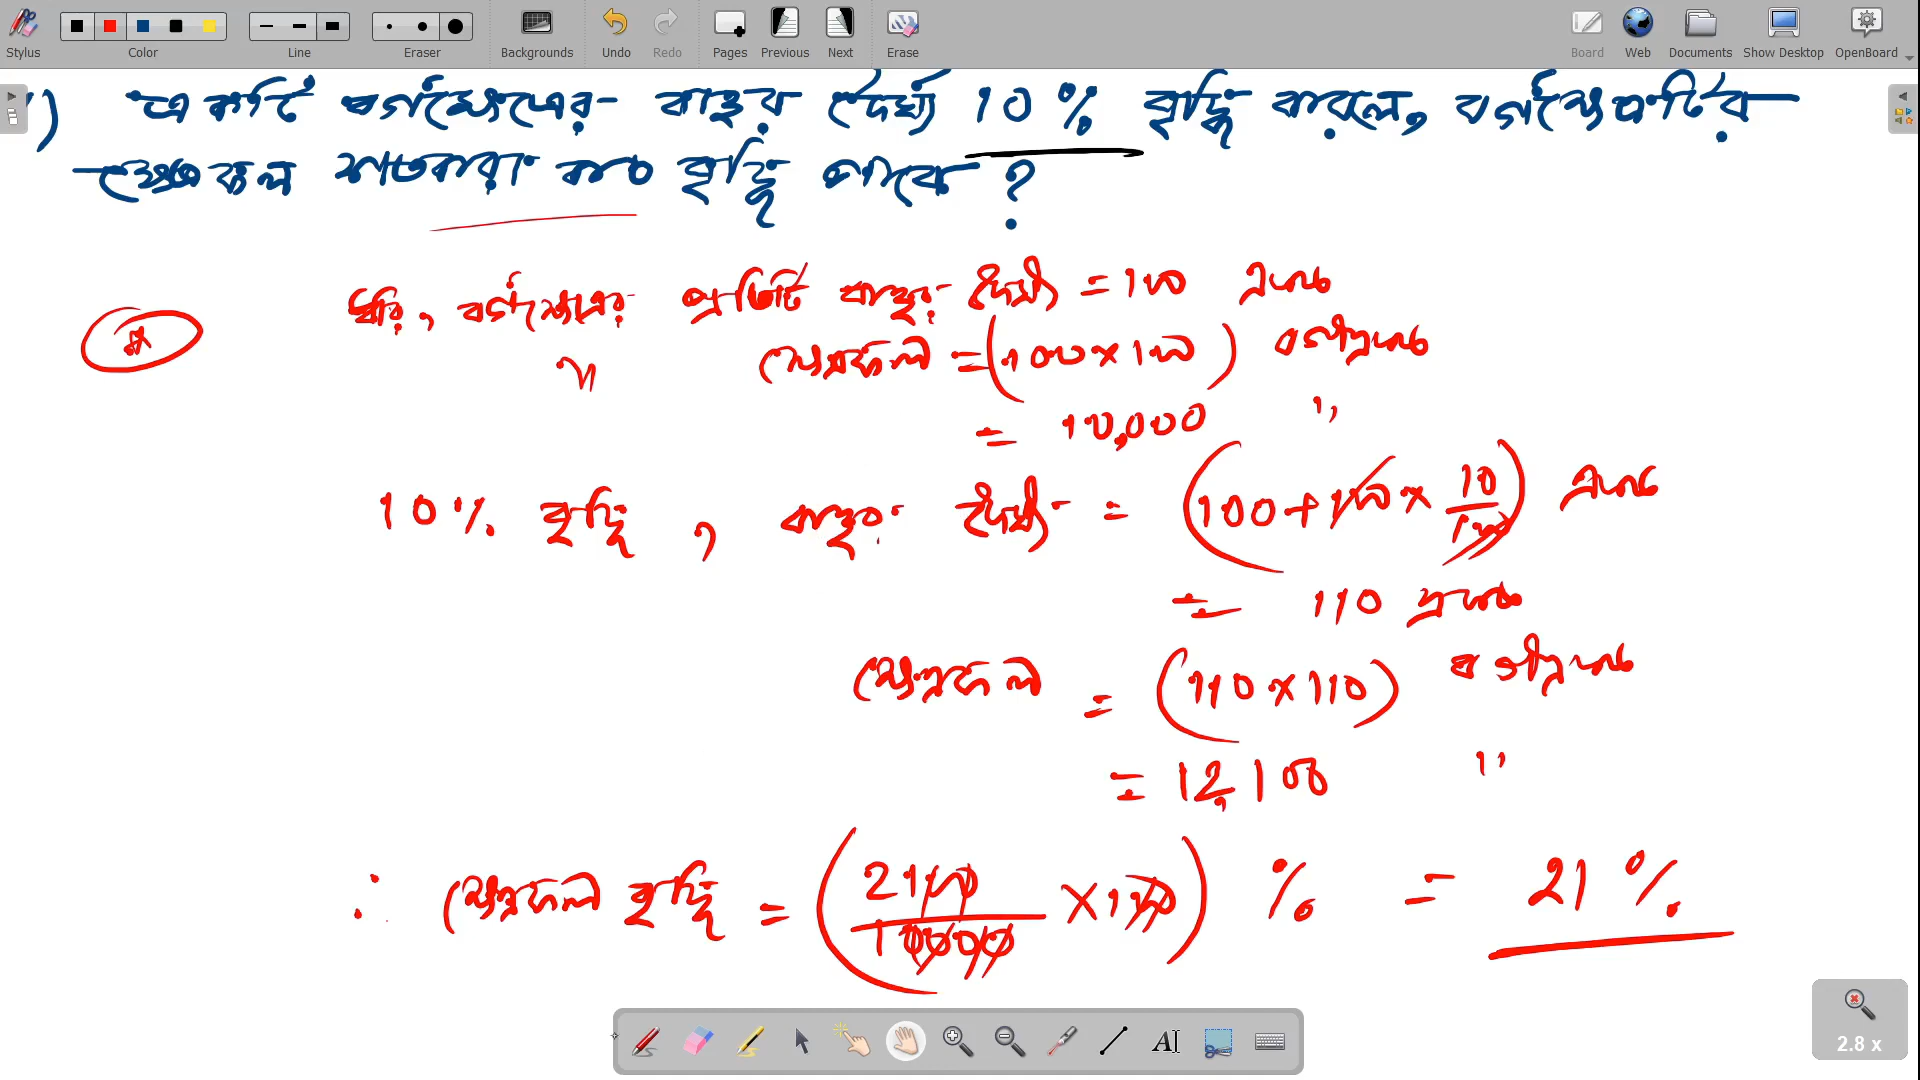 Stylus Color Line Eraser Backgrounds Undo Redo Pages Previous Next Erase Board Web Documents Show Desktop OpenBoard
) একটি বর্গক্ষেত্রের বাহুর দৈর্ঘ্য 10% বৃদ্ধি করলে, বর্গক্ষেত্রটির
ক্ষেত্রফল শতকরা কত বৃদ্ধি পাবে ?
ধরি, বর্গক্ষেত্রের প্রতিটি বাহুর দৈর্ঘ্য = 100 একক
" ক্ষেত্রফল = (100 × 100) বর্গএকক
= 10,000 "
10% বৃদ্ধি, বাহুর দৈর্ঘ্য = (100 + 100 × 10/100) একক
= 110 একক
ক্ষেত্রফল = (110 × 110) বর্গএকক
= 12,100 "
∴ ক্ষেত্রফল বৃদ্ধি = (2100/10000 × 100) % = 21%
2.8 x